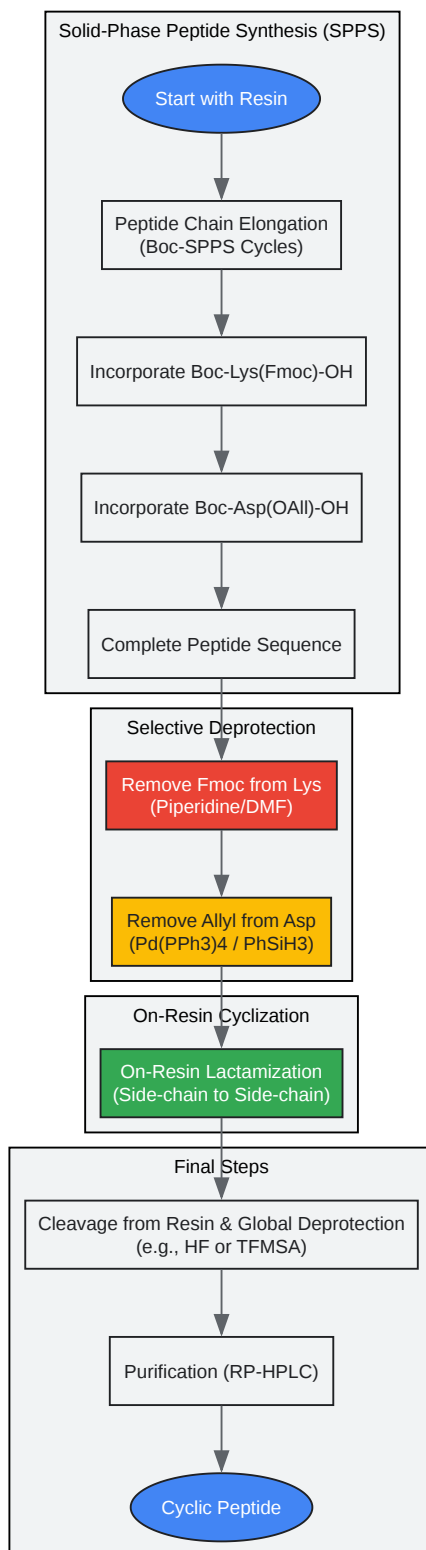 Solid-Phase Peptide Synthesis (SPPS)
Start with Resin
Peptide Chain Elongation
(Boc-SPPS Cycles)
Incorporate Boc-Lys(Fmoc)-OH
Incorporate Boc-Asp(OAll)-OH
Complete Peptide Sequence
Selective Deprotection
Remove Fmoc from Lys
(Piperidine/DMF)
Remove Allyl from Asp
(Pd(PPh3)4 / PhSiH3)
On-Resin Cyclization
On-Resin Lactamization
(Side-chain to Side-chain)
Final Steps
Cleavage from Resin & Global Deprotection
(e.g., HF or TFMSA)
Purification (RP-HPLC)
Cyclic Peptide